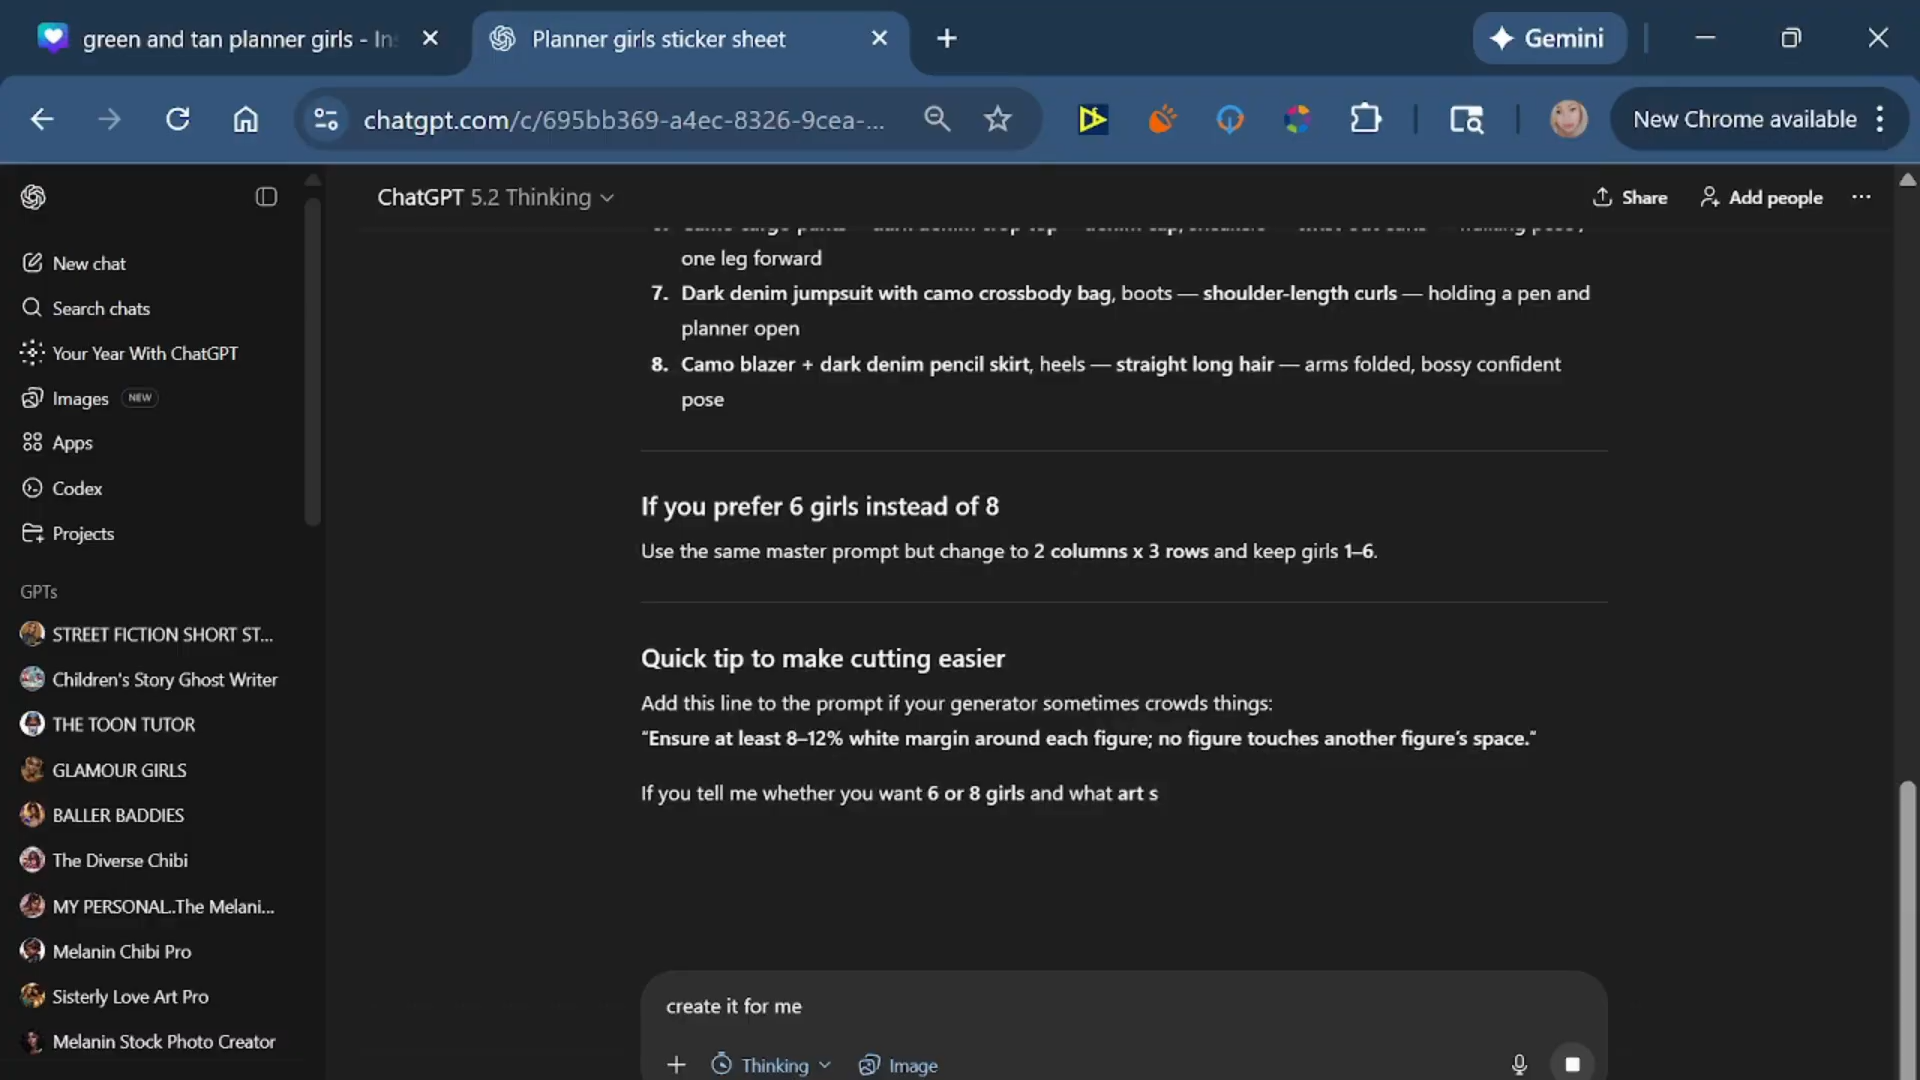 green and tan planner girls - In
Planner girls sticker sheet
Gemini
chatgpt.com/c/695bb369-a4ec-8326-9cea-...
New Chrome available
ChatGPT 5.2 Thinking
Share
Add people
New chat
Search chats
Your Year With ChatGPT
Images NEW
Apps
Codex
Projects
GPTs
STREET FICTION SHORT ST...
Children's Story Ghost Writer
THE TOON TUTOR
GLAMOUR GIRLS
BALLER BADDIES
The Diverse Chibi
MY PERSONAL..The Melani...
Melanin Chibi Pro
Sisterly Love Art Pro
Melanin Stock Photo Creator
one leg forward
7. Dark denim jumpsuit with camo crossbody bag, boots — shoulder-length curls — holding a pen and
planner open
8. Camo blazer + dark denim pencil skirt, heels — straight long hair — arms folded, bossy confident
pose
If you prefer 6 girls instead of 8
Use the same master prompt but change to 2 columns x 3 rows and keep girls 1–6.
Quick tip to make cutting easier
Add this line to the prompt if your generator sometimes crowds things:
“Ensure at least 8–12% white margin around each figure; no figure touches another figure’s space.”
If you tell me whether you want 6 or 8 girls and what art s
create it for me
Thinking
Image